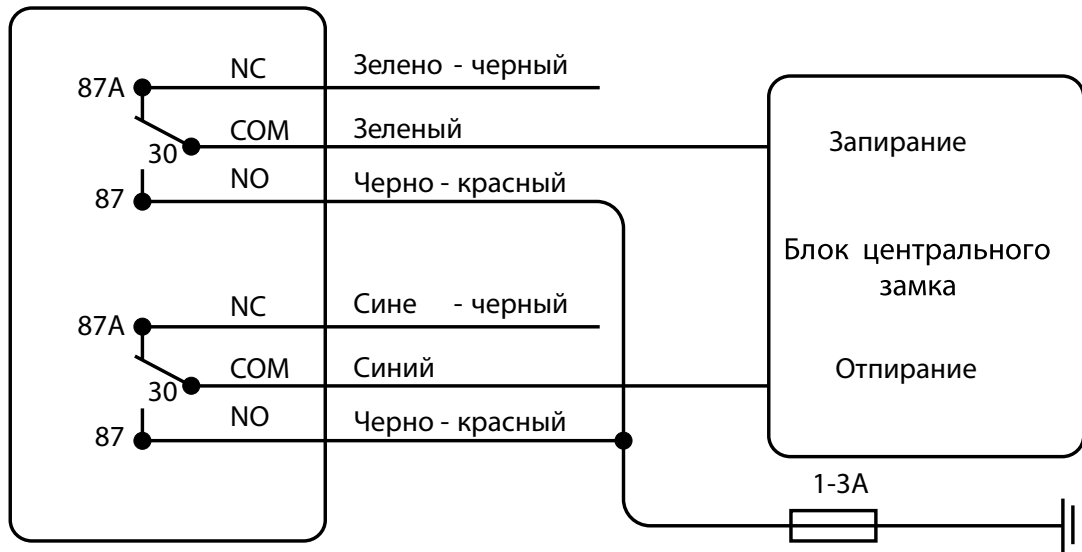 NC Зелено - черный
87A
COM Зеленый
30
NO Черно - красный
87
Запирание
Блок центрального
замка
Отпирание
NC Сине - черный
87A
COM Синий
30
NO Черно - красный
87
1-3A